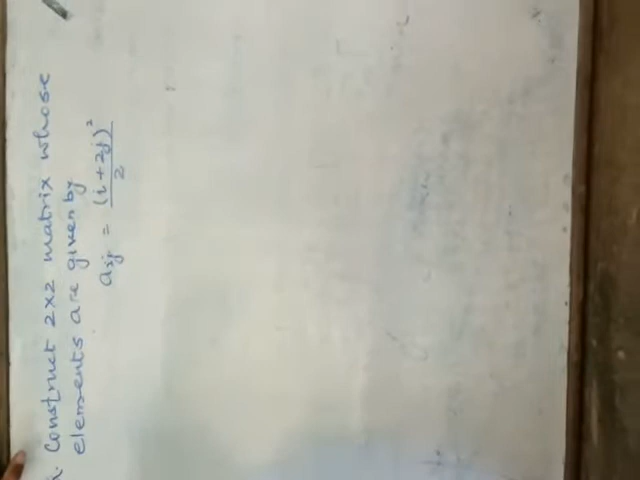 Construct 2x2 matrix whose
elements are given by
aij = (i+2j)²/2